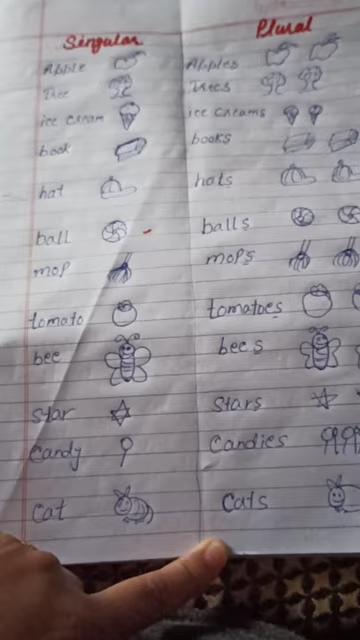 Singular Plural
Apple Apples
Tree Trees
ice cream ice creams
book books
hat hats
ball balls
mop mops
tomato tomatoes
bee bees
Star Stars
Candy Candies
Cat Cats